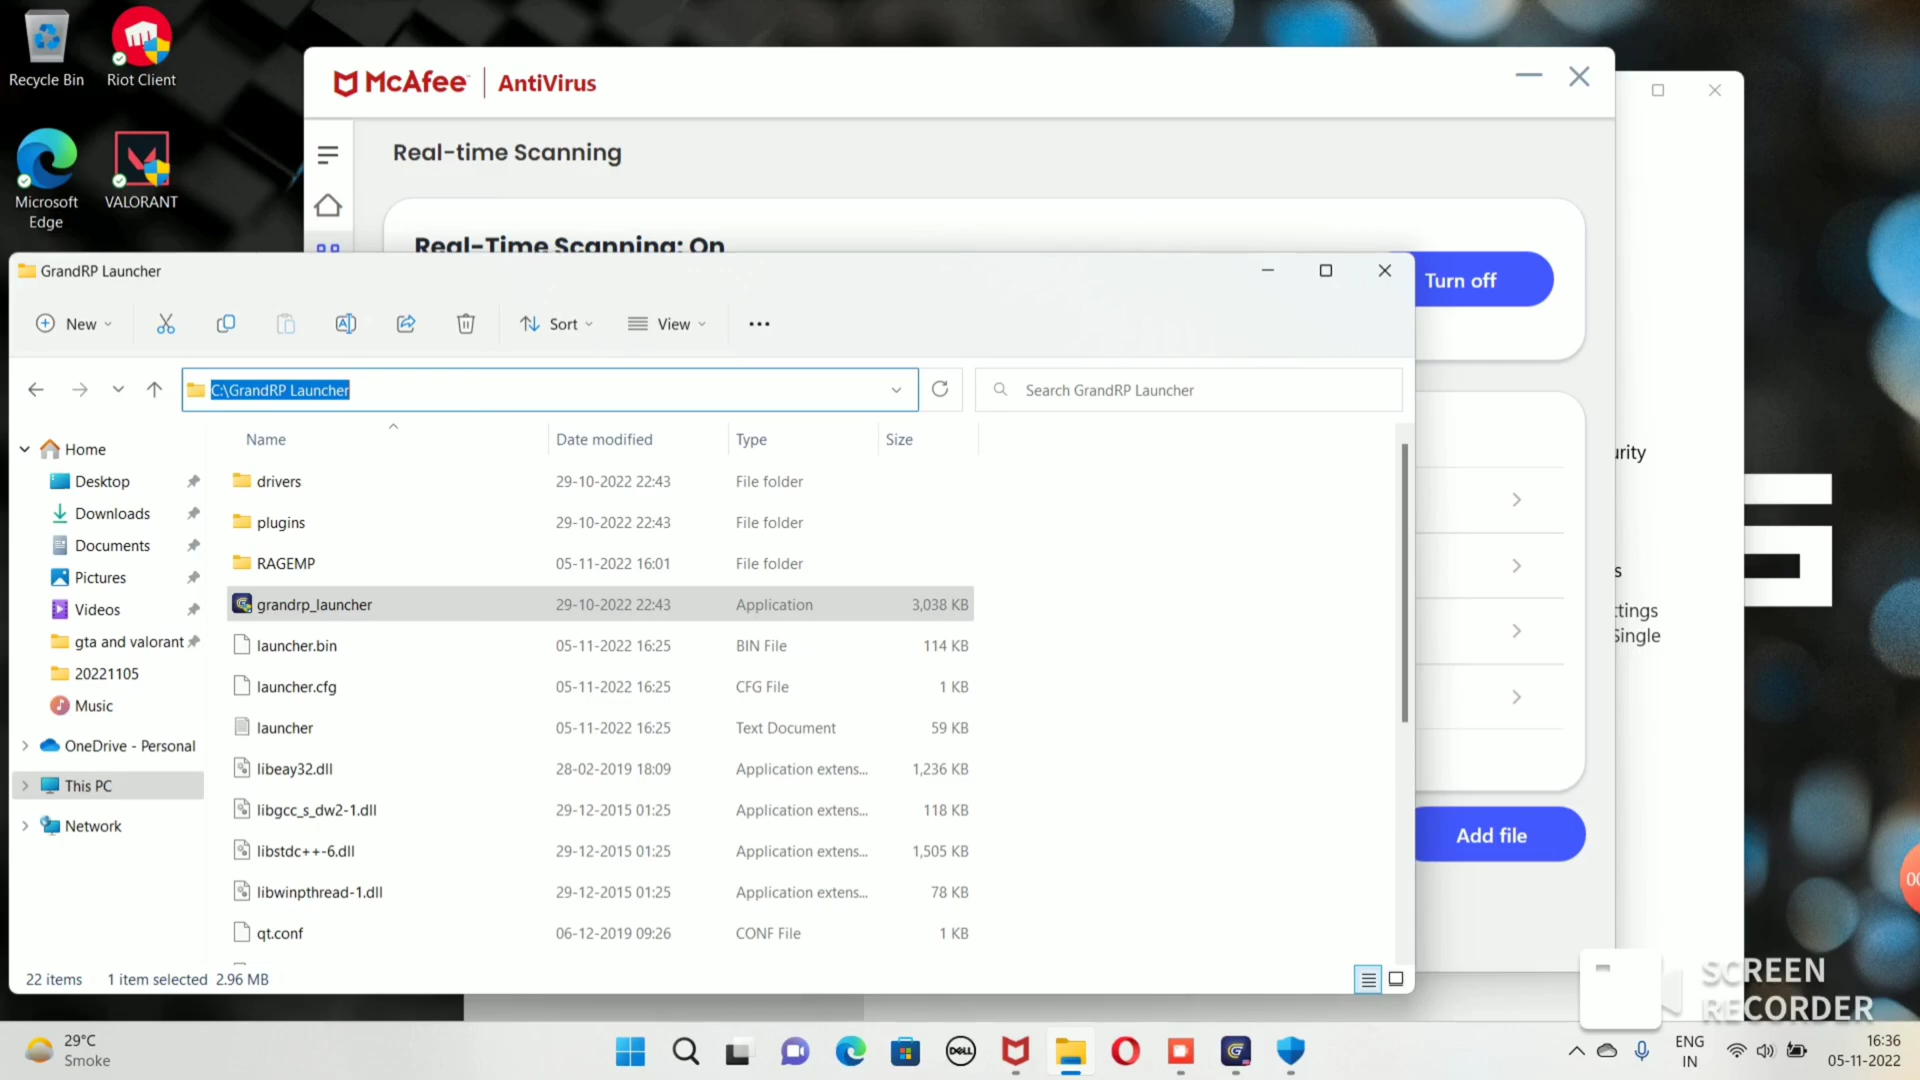 Recycle Bin
Riot Client
Microsoft
Edge
VALORANT
McAfee | AntiVirus
Real-time Scanning
Real-Time Scanning: On
Turn off
GrandRP Launcher
New
Sort
View
C:\GrandRP Launcher
Search GrandRP Launcher
Name
Date modified
Type
Size
Home
Desktop
Downloads
Documents
Pictures
Videos
gta and valorant
20221105
Music
OneDrive - Personal
This PC
Network
drivers 29-10-2022 22:43 File folder
plugins 29-10-2022 22:43 File folder
RAGEMP 05-11-2022 16:01 File folder
grandrp_launcher 29-10-2022 22:43 Application 3,038 KB
launcher.bin 05-11-2022 16:25 BIN File 114 KB
launcher.cfg 05-11-2022 16:25 CFG File 1 KB
launcher 05-11-2022 16:25 Text Document 59 KB
libeay32.dll 28-02-2019 18:09 Application extens... 1,236 KB
libgcc_s_dw2-1.dll 29-12-2015 01:25 Application extens... 118 KB
libstdc++-6.dll 29-12-2015 01:25 Application extens... 1,505 KB
libwinpthread-1.dll 29-12-2015 01:25 Application extens... 78 KB
qt.conf 06-12-2019 09:26 CONF File 1 KB
22 items 1 item selected 2.96 MB
Add file
Single
SCREEN
RECORDER
29°C
Smoke
DELL
ENG
IN
16:36
05-11-2022